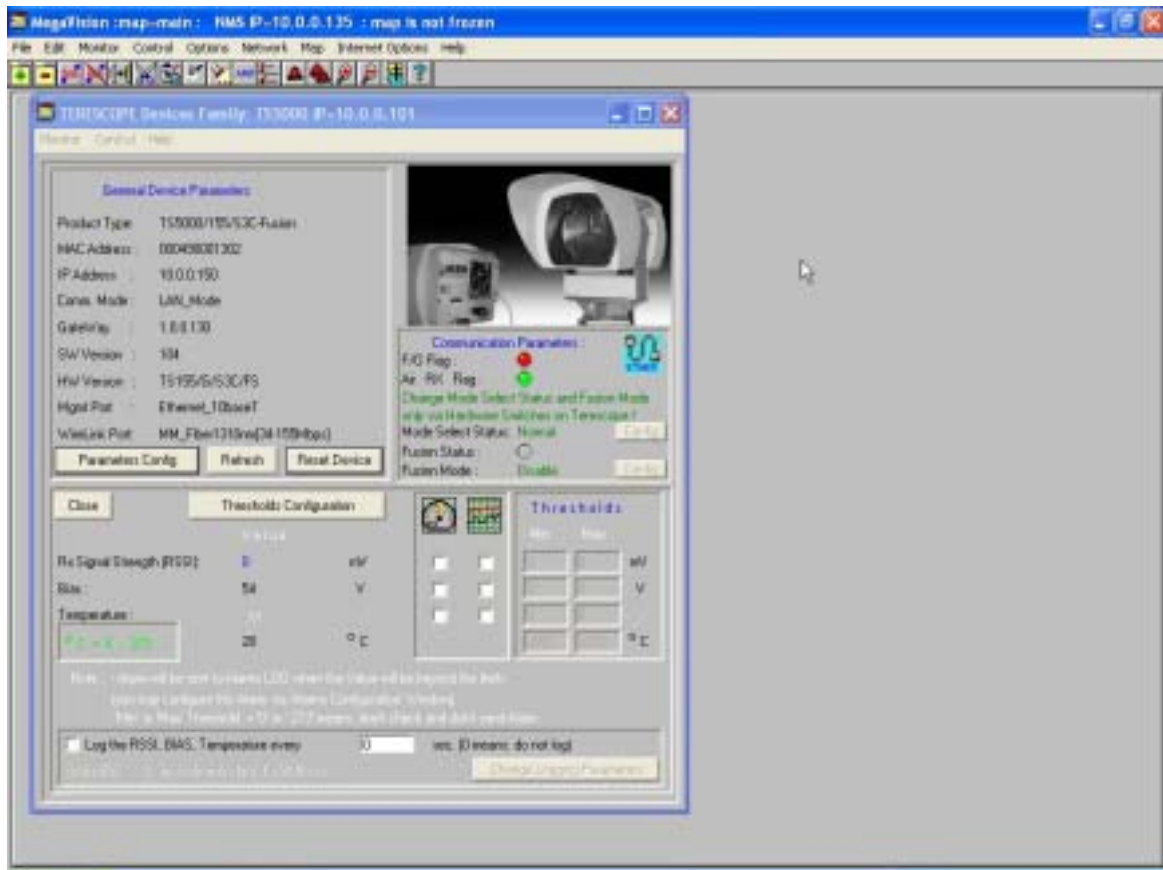 MegaVision :map-main : NMS IP-10.0.0.135 : map is not frozen
File Edit Monitor Control Options Network Map Internet Options Help
TERESCOPE Devices Family: TS5000 IP-10.0.0.101
Monitor Control Help
General Device Parameters
Product Type TS5000/155/S3C-Fusion
MAC Address :
IP Address : 10.0.0.150
Comm. Mode : LAN_Mode
GateWay : 1.0.0.130
SW Version : 104
HW Version : TS155/G/S3C/FS
Mgmt Port : Ethernet_10baseT
WireLink Port MM_Fiber1310nm[34-155Mbps]
Parameters Config Refresh Reset Device
Communication Parameters :
START
F/O Flag :
Air RX Flag
Change Mode Select Status and Fusion Mode
only via Hardware Switches on Terescope !
Mode Select Status: Normal Config
Fusion Status :
Fusion Mode : Disable Config
Close Thresholds Configuration
Value
Thresholds
Min Max
Rx Signal Strength (RSSI): 0 mV mV
Bias : 54 V V
Temperature :
28 °C °C
Log the RSSI, BIAS, Temperature every 0 sec. (0 means: do not log)
Change Logging Parameters